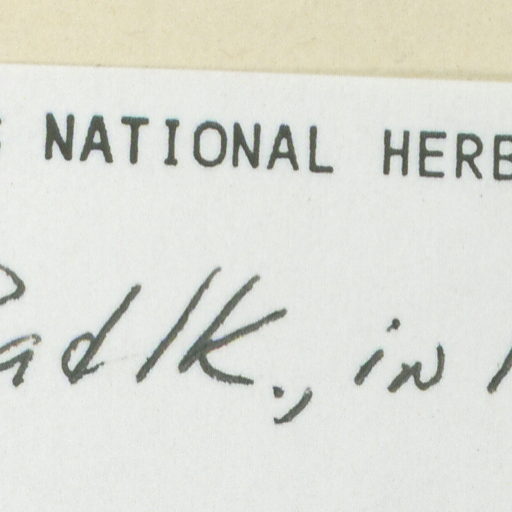 NATIONAL HERB
Radlk., in